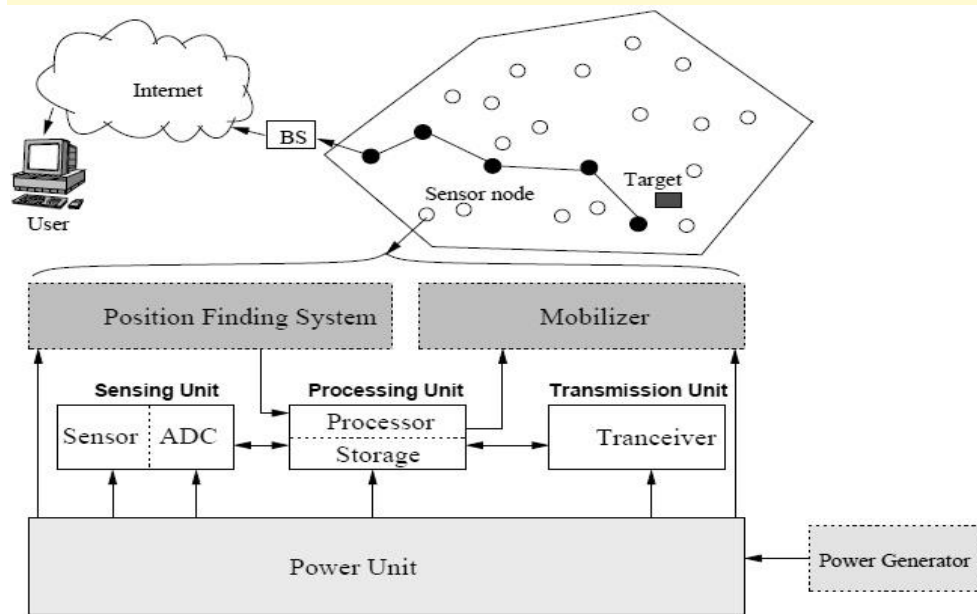 Internet
BS
User
Sensor node
Target
Position Finding System
Mobilizer
Sensing Unit
Processing Unit
Transmission Unit
Sensor
ADC
Processor
Storage
Tranceiver
Power Unit
Power Generator